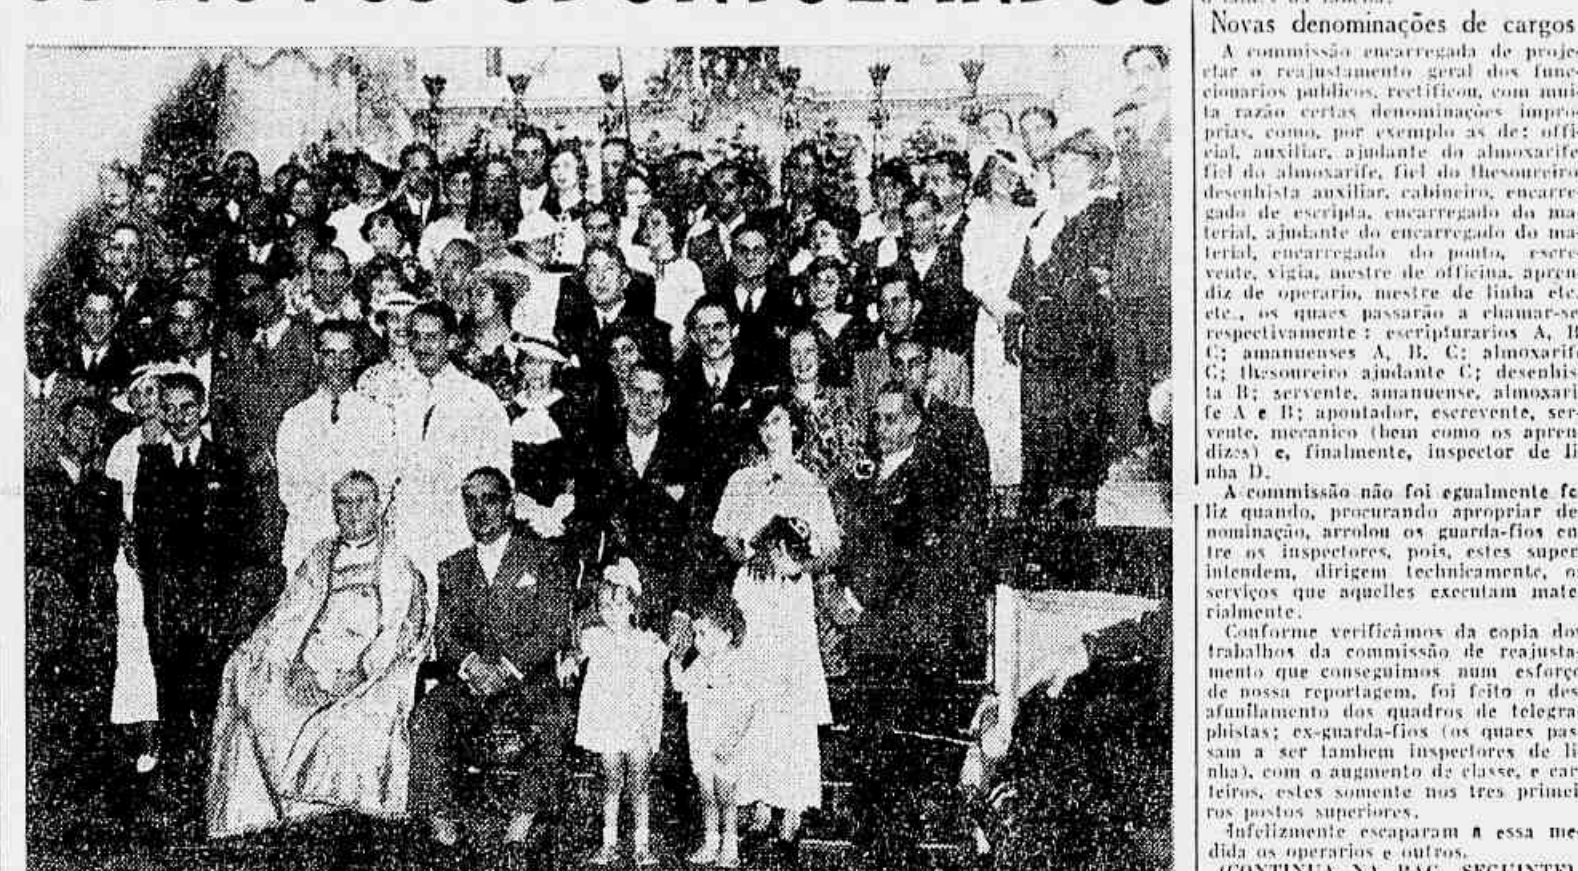 OS NOVOS ODONTOLANDOS
Novas denominações de cargos
A commissão encarregada de proje-
ctar o reajustamento geral dos func-
cionarios publicos, rectificou, com mui-
ta razão certas denominações impro-
prias, como, por exemplo as de: offi-
cial, auxiliar, ajudante do almoxarife
fiel do almoxarife, fiel do thesoureiro
desenhista auxiliar, cabineiro, encarre-
gado de escripta, encarregado do ma-
terial, ajudante do encarregado do ma-
terial, encarregado do ponto, escre-
vente, vigia, mestre de officina, apren-
diz de operario, mestre de linha etc.
etc., os quaes passarão a chamar-se
respectivamente: escripturarios A, B
C; amanuenses A, B, C; almoxarife
C; thesoureiro ajudante C; desenhis-
ta B; servente, amanuense, almoxari
fe A e B; apontador, escrevente, ser-
vente, mecanico (bem como os apren-
dizes) e, finalmente, inspector de li
nha D.
A commissão não foi egualmente fe
liz quando, procurando apropriar de
nominação, arrolou os guarda-fios en
tre os inspectores, pois, estes super
intendem, dirigem technicamente, os
serviços que aquelles executam mate
rialmente.
Conforme verificámos da copia dos
trabalhos da commissão de reajusta-
mento que conseguimos num esforço
de nossa reportagem, foi feito o des
afunilamento dos quadros de telegra-
phistas; ex-guarda-fios (os quaes pas-
sam a ser tambem inspectores de li
nha), com o augmento de classe, e car
teiros, estes somente nos tres primei
ros postos superiores.
Infelizmente escaparam a essa me-
dida os operarios e outros.
(CONTINUA NA PAG. SEGUINTE)